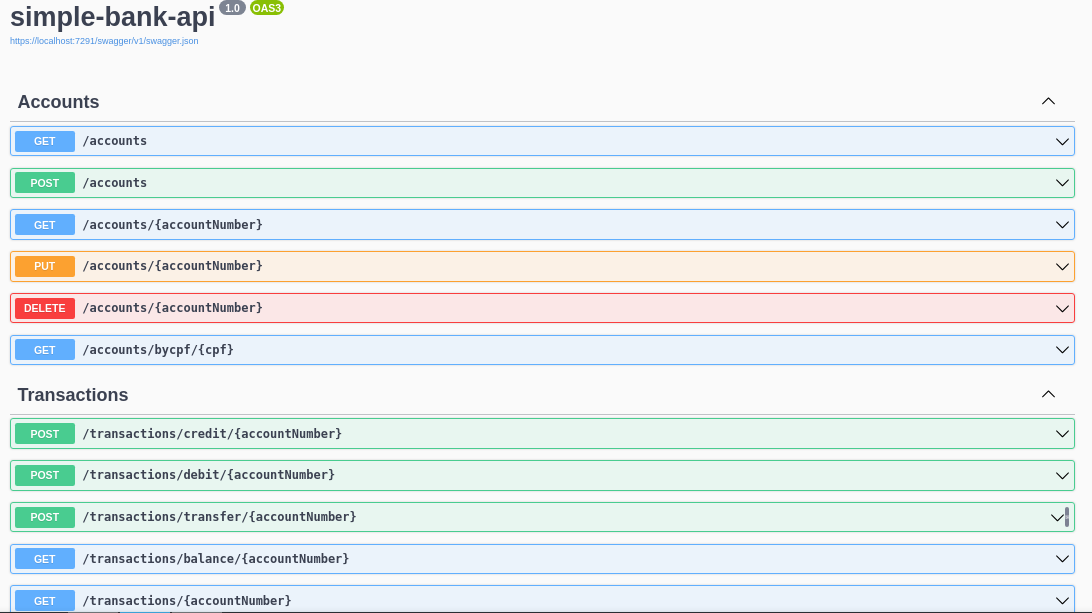 simple-bank-api 1.0 OAS3
https://localhost:7291/swagger/v1/swagger.json
Accounts
GET /accounts
POST /accounts
GET /accounts/{accountNumber}
PUT /accounts/{accountNumber}
DELETE /accounts/{accountNumber}
GET /accounts/bycpf/{cpf}
Transactions
POST /transactions/credit/{accountNumber}
POST /transactions/debit/{accountNumber}
POST /transactions/transfer/{accountNumber}
GET /transactions/balance/{accountNumber}
GET /transactions/{accountNumber}